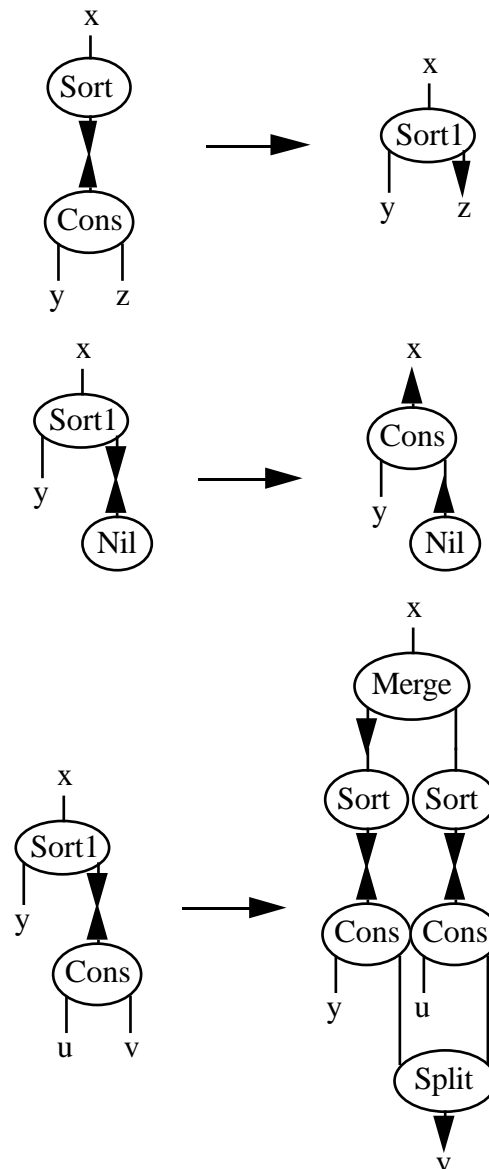 x
Sort
Cons
y z
x
Sort1
y z
x
Sort1
y
Nil
x
Cons
y
Nil
x
Sort1
y
Cons
u v
x
Merge
Sort Sort
Cons Cons
y u
Split
v